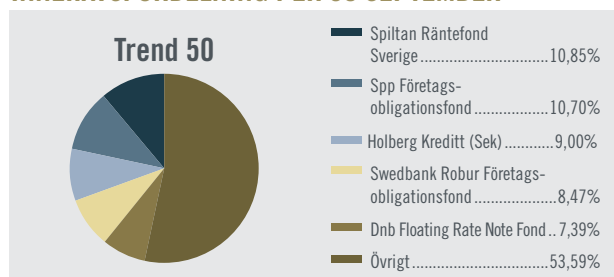 Trend 50
Spiltan Räntefond
Sverige..................10,85%
Spp Företags-
obligationsfond..................10,70%
Holberg Kreditt (Sek)............9,00%
Swedbank Robur Företags-
obligationsfond..................8,47%
Dnb Floating Rate Note Fond..7,39%
Övrigt..................53,59%